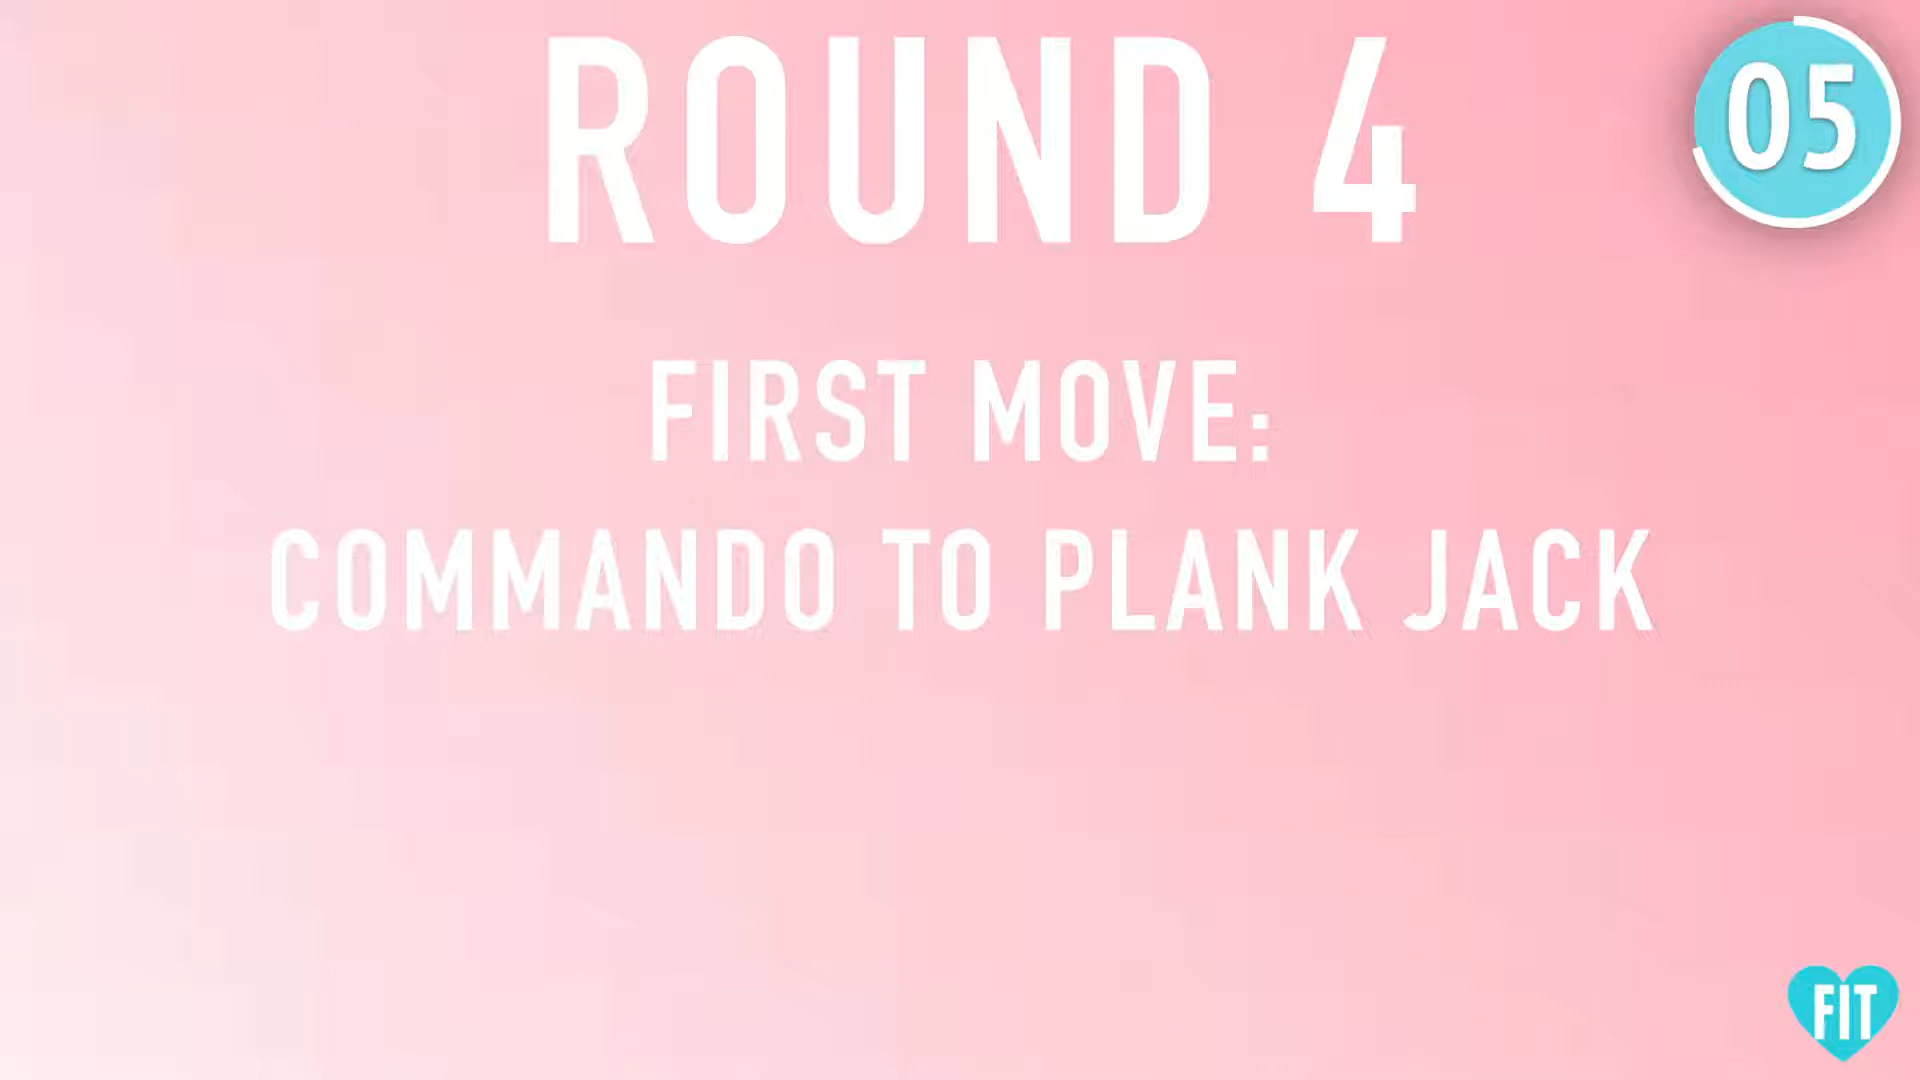 ROUND 4
05
FIRST MOVE:
COMMANDO TO PLANK JACK
FIT